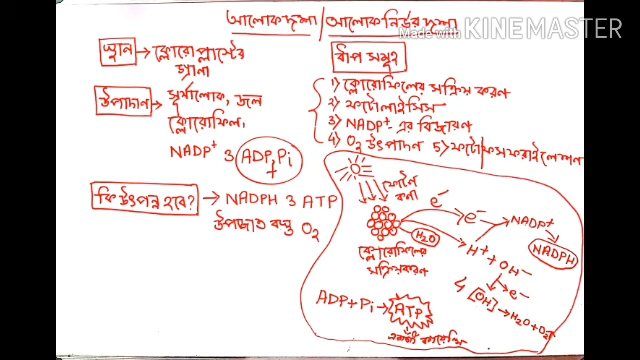 আলোকদশা/আলোক নির্ভর দশা
Made With KINEMASTER
স্থান → ক্লোরোপ্লাস্টের
গ্রানা
উপাদান → সূর্যালোক, জল
ক্লোরোফিল,
NADP+ ও ADP, Pi
+
কি উৎপন্ন হবে? → NADPH ও ATP
উপজাত বস্তু O2
ধাপ সমূহ
১) ক্লোরোফিলের সক্রিয় করণ
২) ফটোলাইসিস
৩) NADP+ -এর বিজারণ
৪) O2 উৎপাদন ৫) ফটোফসফরাইলেশন
ফোটন
কণা
e- → e-
NADP+
NADPH
H2O
ক্লোরোফিলের
সক্রিয়করণ
H+ + OH-
e-
4 [OH] → H2O + O2
ADP + Pi → ATP
এনার্জি কারেন্সি